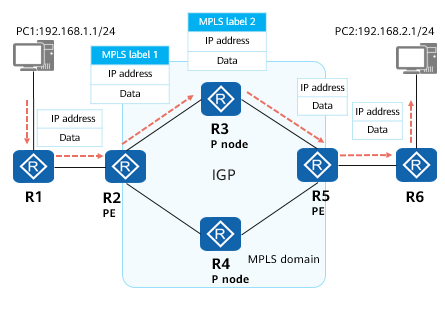 PC1:192.168.1.1/24
MPLS label 1
IP address
Data
MPLS label 2
IP address
Data
PC2:192.168.2.1/24
IP address
Data
IP address
Data
IP address
Data
R
R1
R
R2
PE
R
R3
P node
IGP
R
R4
P node
MPLS domain
R
R5
PE
R
R6